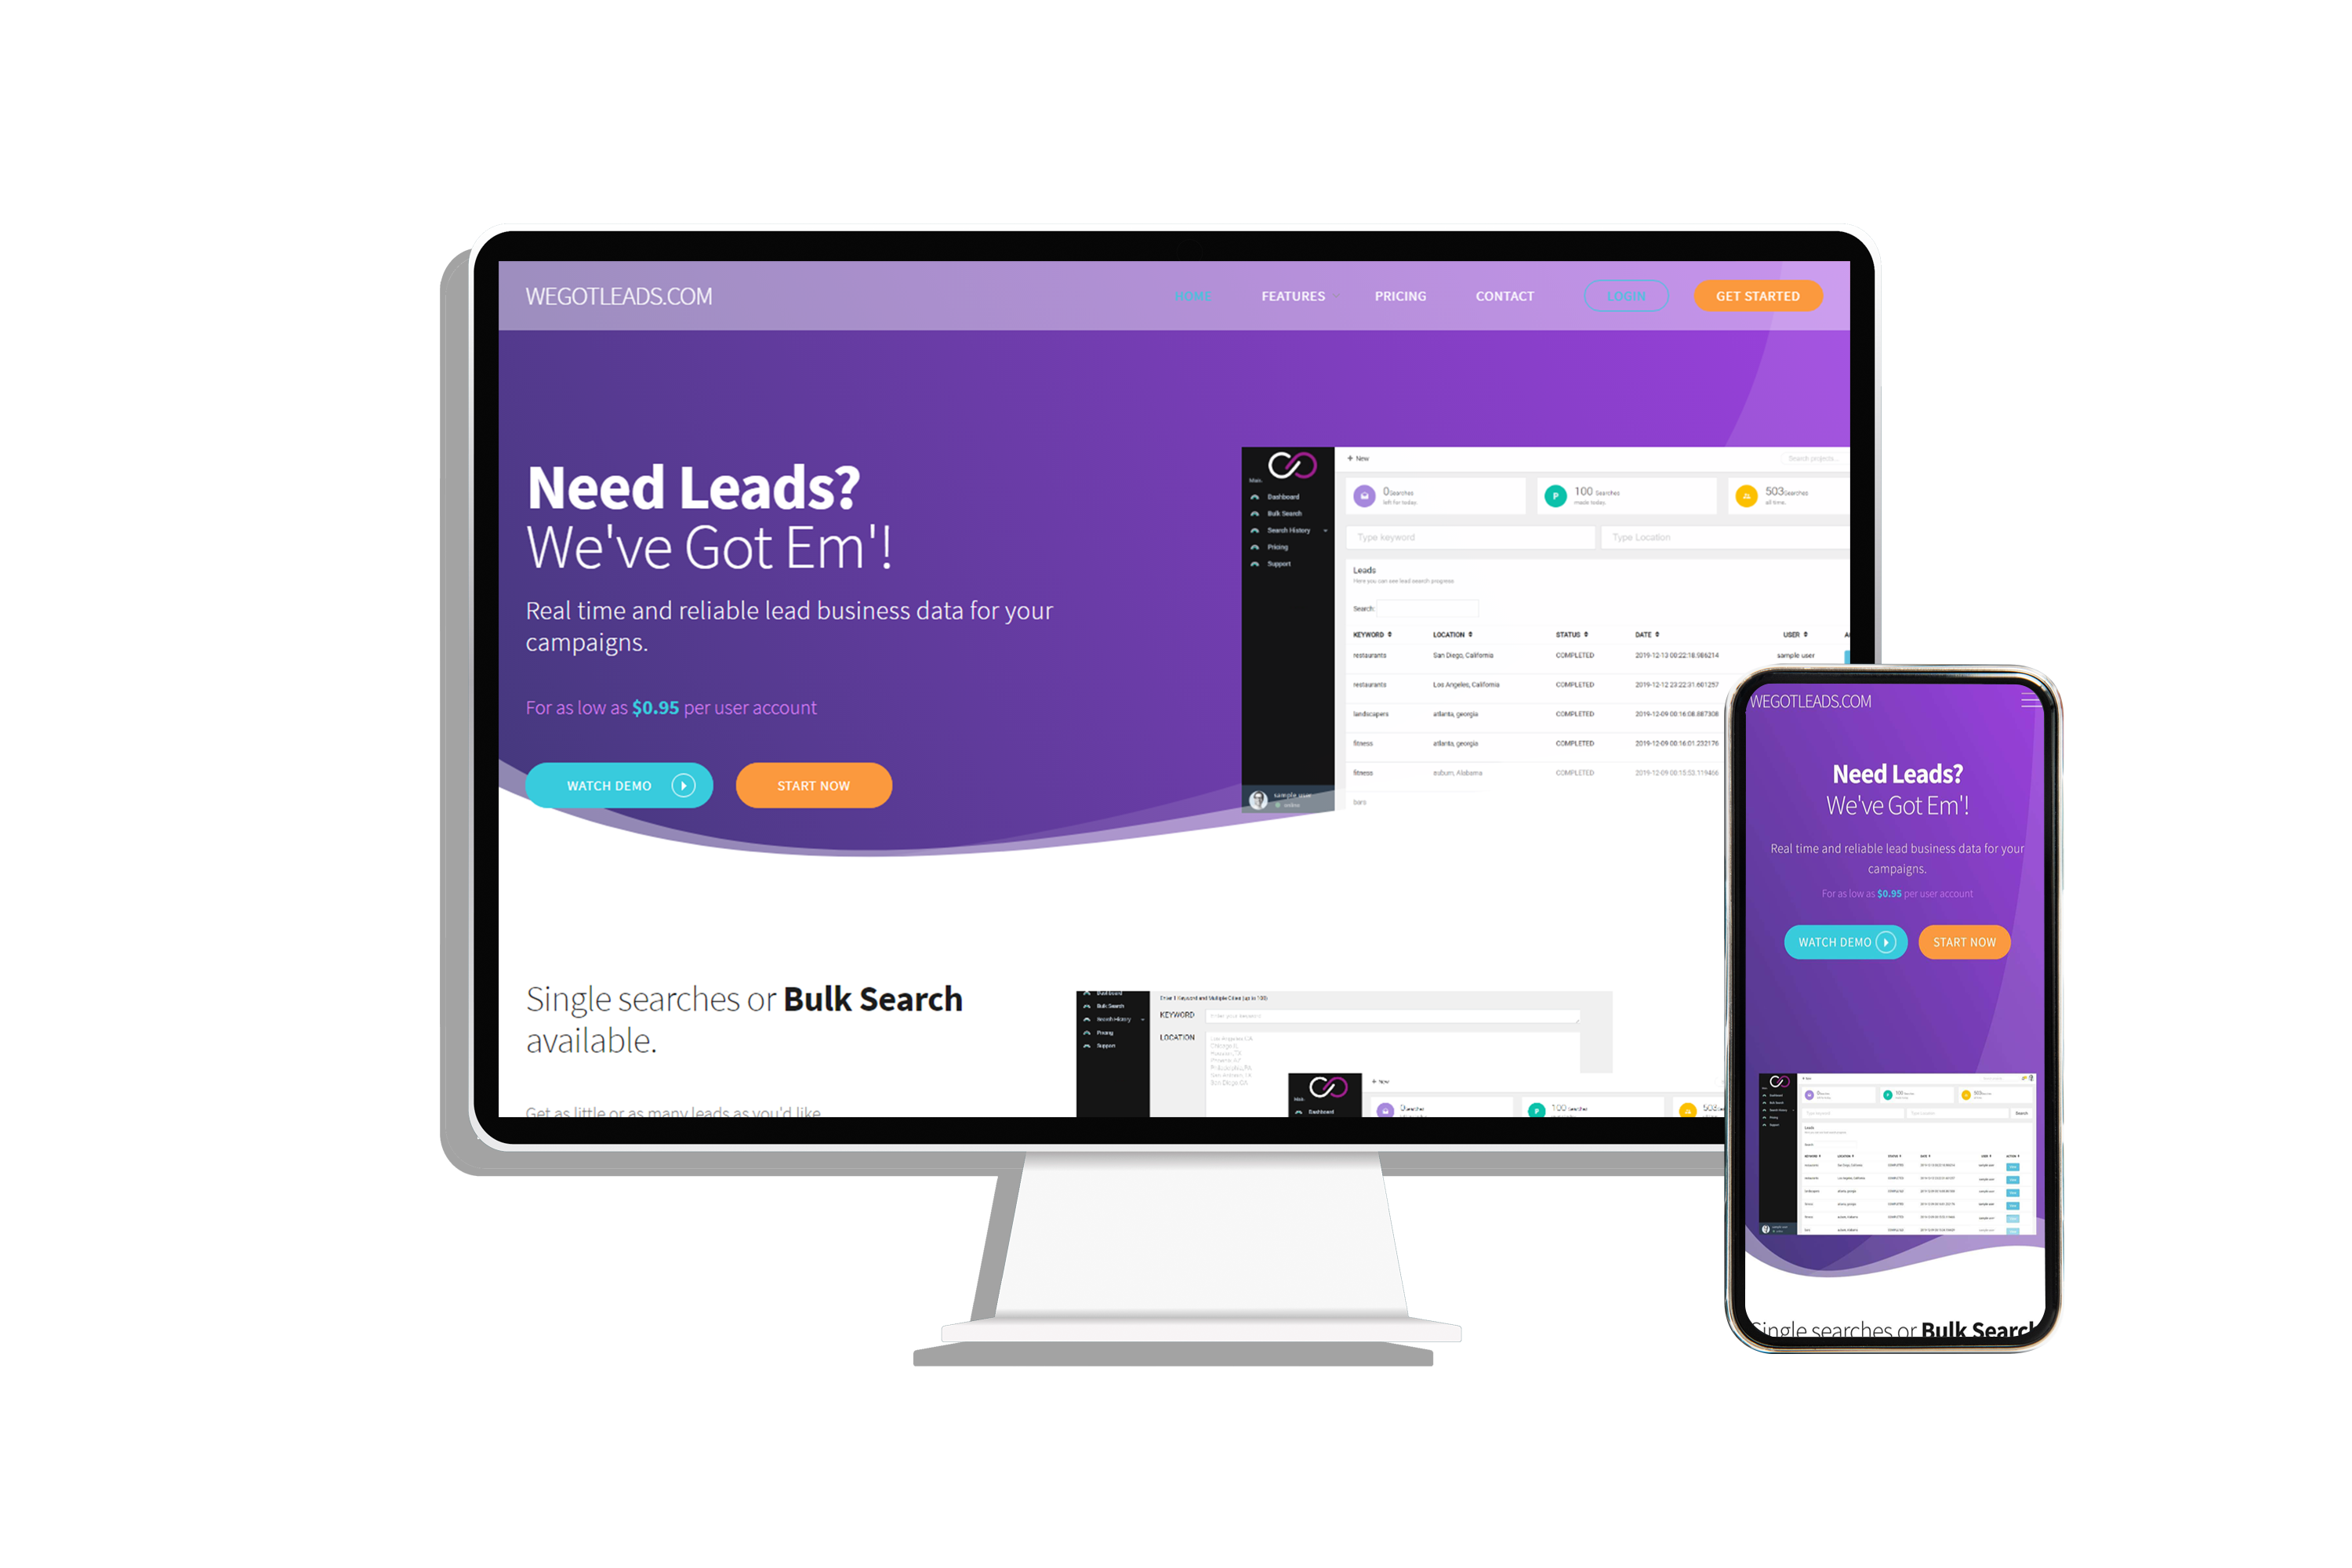 WEGOTLEADS.COM
HOME
FEATURES
PRICING
CONTACT
LOGIN
GET STARTED
Need Leads?
We've Got Em'!
Real time and reliable lead business data for your
campaigns.
For as low as $0.95 per user account
WATCH DEMO
START NOW
Main
Dashboard
Bulk Search
Search History
Pricing
Support
sample user
online
+ New
Search projects...
0 Searches
left for today.
100 Searches
made today.
503 Searches
all time.
Type keyword
Type Location
Leads
Here you can see lead search progress
Search:
KEYWORD LOCATION STATUS DATE USER
restaurants San Diego, California COMPLETED 2019-12-13 00:22:18.986214 sample user
restaurants Los Angeles, California COMPLETED 2019-12-12 23:22:31.601257
landscapers atlanta, georgia COMPLETED 2019-12-09 08:16:08.887308
fitness atlanta, georgia COMPLETED 2019-12-09 08:16:01.232176
fitness auburn, Alabama COMPLETED 2019-12-09 08:15:53.119466
bars
Single searches or Bulk Search
available.
Get as little or as many leads as you'd like
Dashboard
Bulk Search
Search History
Pricing
Support
Enter 1 Keyword and Multiple Cities (up to 100)
KEYWORD
Enter your keyword
LOCATION
Los Angeles, CA
Chicago, IL
Houston, TX
Philadelphia, PA
San Diego CA
Main
Dashboard
+ New
0 Searches
100 Searches
503
WEGOTLEADS.COM
Need Leads?
We've Got Em'!
Real time and reliable lead business data for your
campaigns.
For as low as $0.95 per user account
WATCH DEMO
START NOW
Single searches or Bulk Search